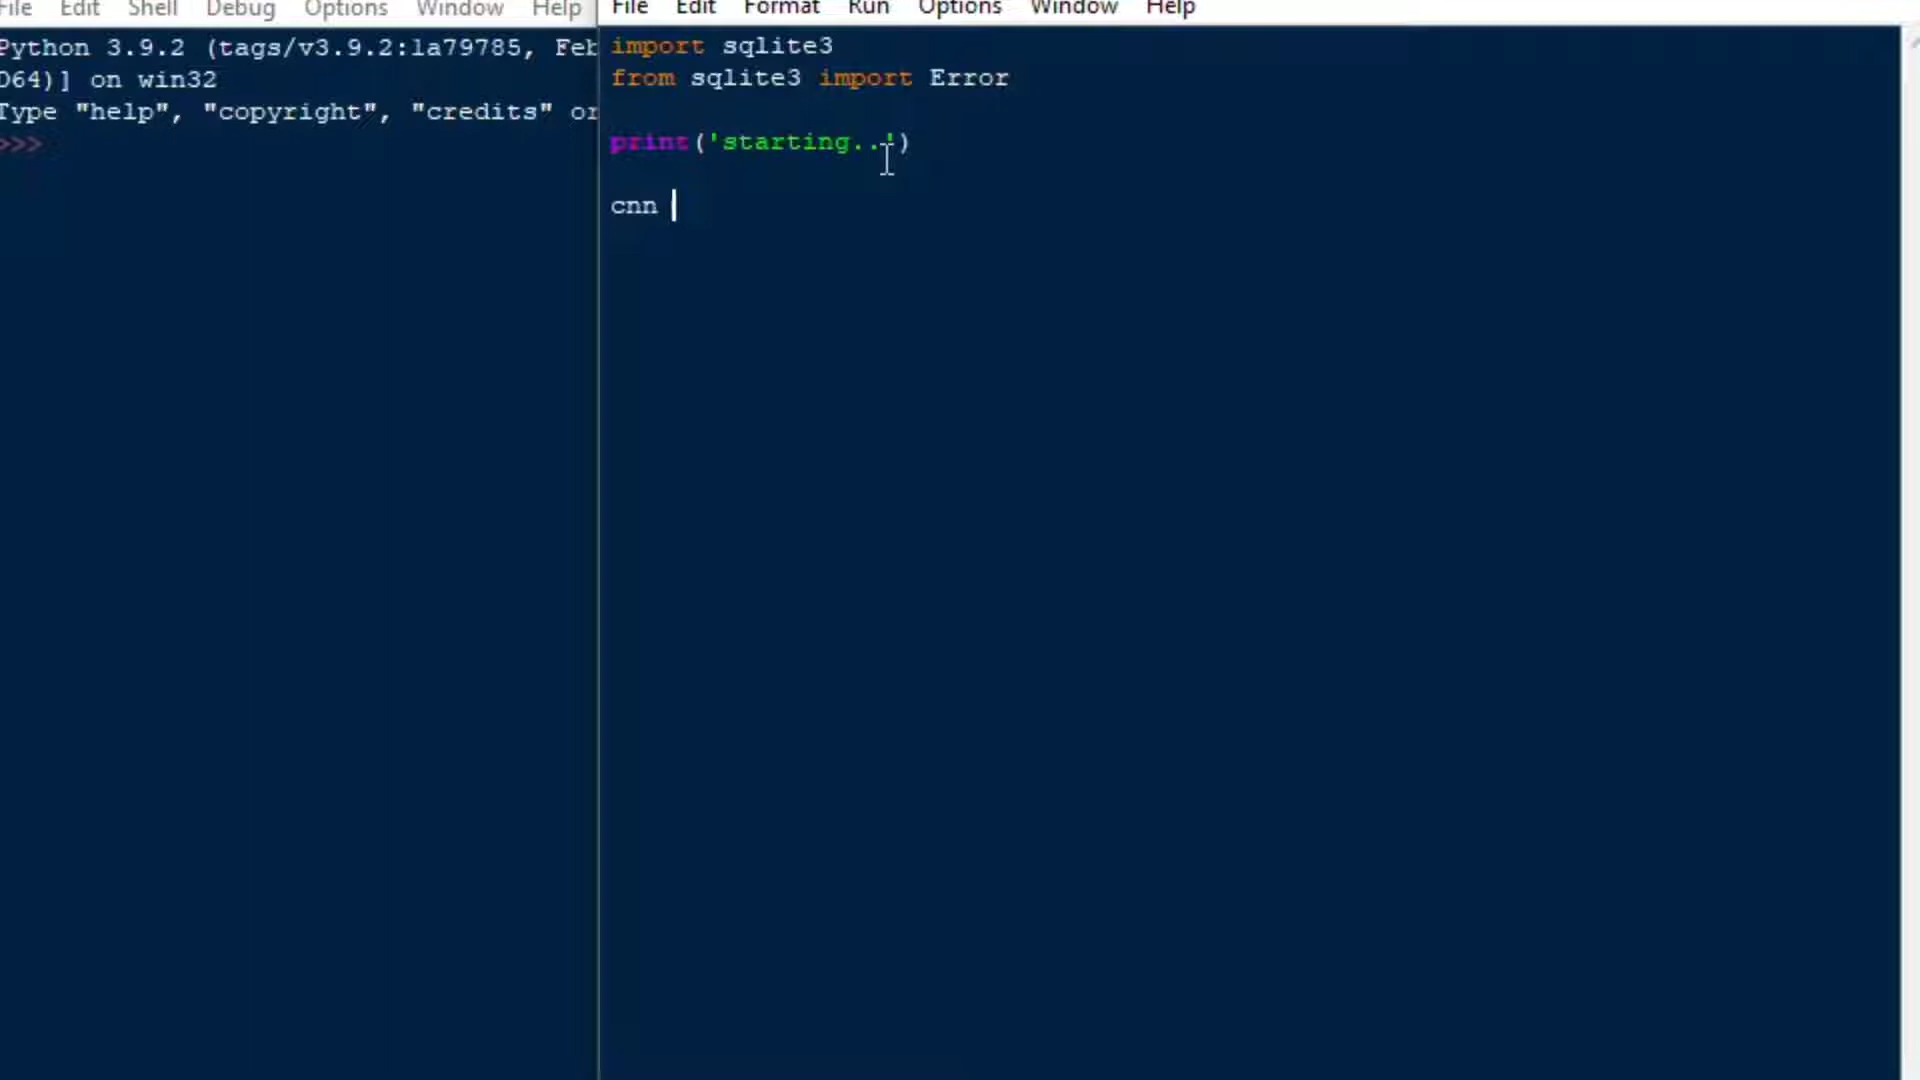 File Edit Shell Debug Options Window Help
Python 3.9.2 (tags/v3.9.2:1a79785, Feb
D64)] on win32
Type "help", "copyright", "credits" or
>>>
File Edit Format Run Options Window Help
import sqlite3
from sqlite3 import Error
print('starting..')
cnn